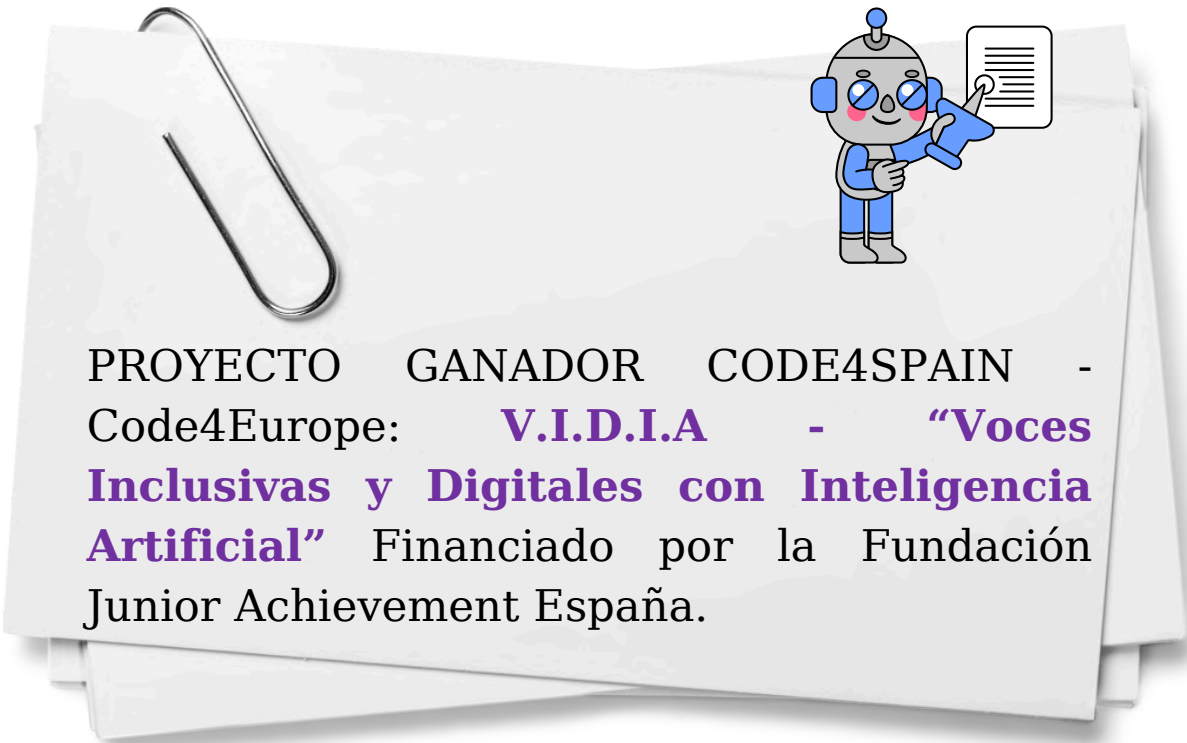 PROYECTO GANADOR CODE4SPAIN -
Code4Europe: V.I.D.I.A - “Voces
Inclusivas y Digitales con Inteligencia
Artificial” Financiado por la Fundación
Junior Achievement España.